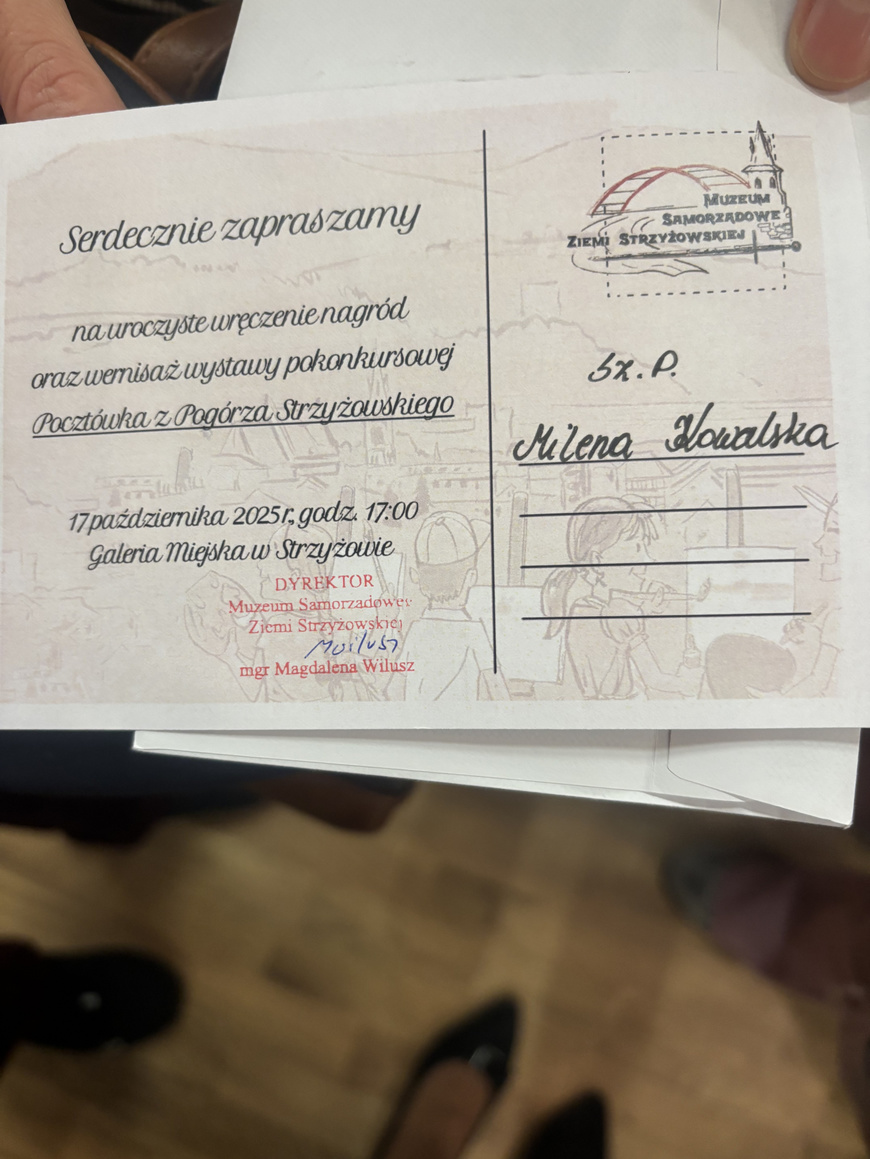 Serdecznie zapraszamy
na uroczyste wręczenie nagród
oraz wernisaż wystawy pokonkursowej
Pocztówka z Pogórza Strzyżowskiego
17 października 2025 r., godz. 17:00
Galeria Miejska w Strzyżowie
DYREKTOR
Muzeum Samorzadowe
Ziemi Strzyżowskiej
mgr Magdalena Wilusz
MUZEUM
SAMORZĄDOWE
ZIEMI STRZYŻOWSKIEJ
Sz. P.
Milena Kowalska